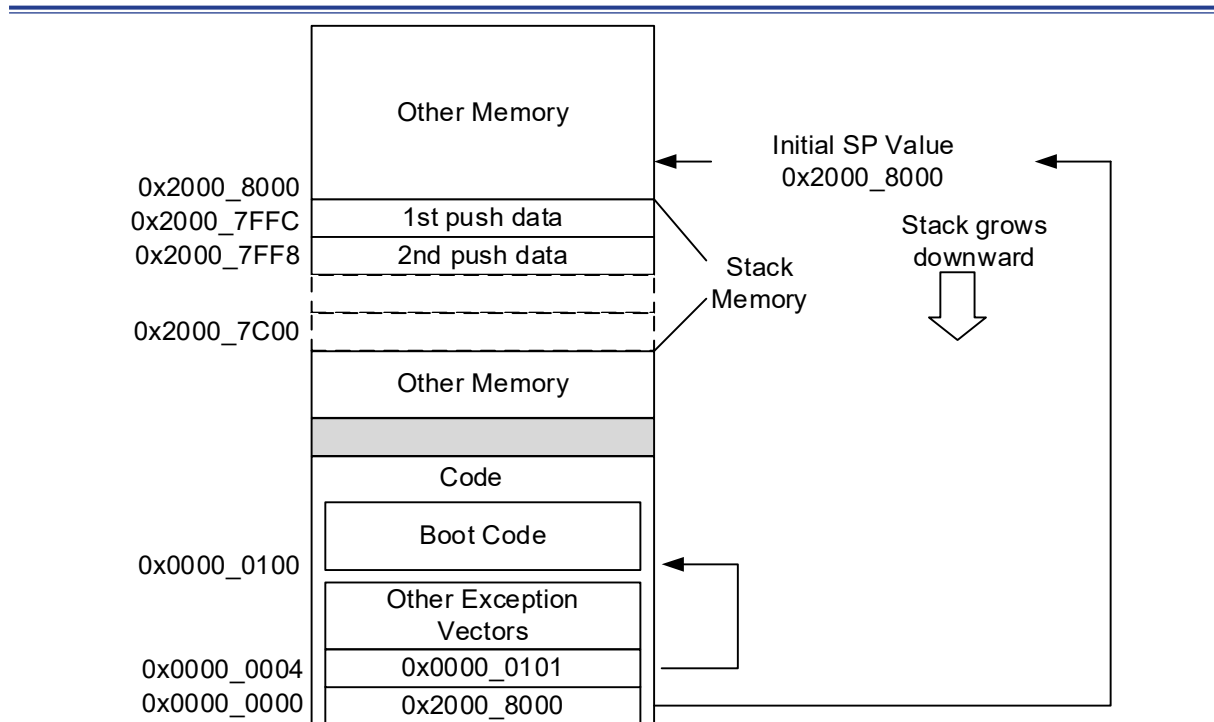 Other Memory
Initial SP Value
0x2000_8000
0x2000_8000
0x2000_7FFC
1st push data
Stack grows
downward
0x2000_7FF8
2nd push data
Stack
Memory
0x2000_7C00
Other Memory
Code
Boot Code
0x0000_0100
Other Exception
Vectors
0x0000_0004
0x0000_0101
0x0000_0000
0x2000_8000